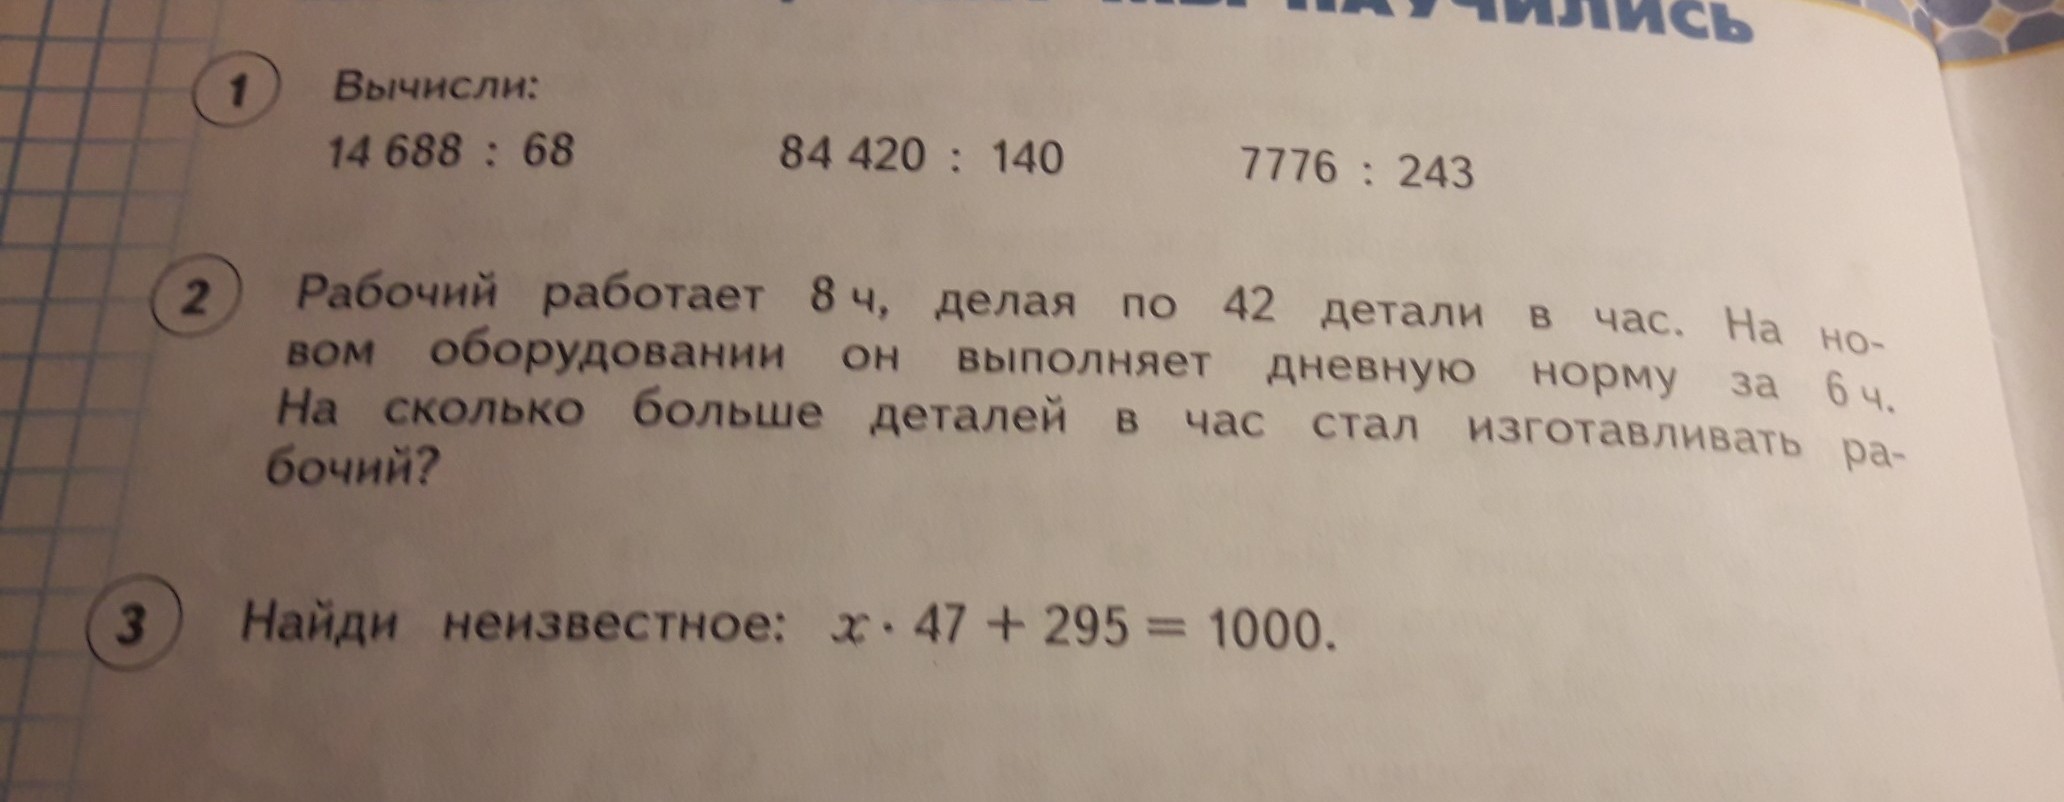 мы научились
1 Вычисли:
14 688 : 68 84 420 : 140 7776 : 243
2 Рабочий работает 8 ч, делая по 42 детали в час. На но-
вом оборудовании он выполняет дневную норму за 6 ч.
На сколько больше деталей в час стал изготавливать ра-
бочий?
3 Найди неизвестное: x · 47 + 295 = 1000.